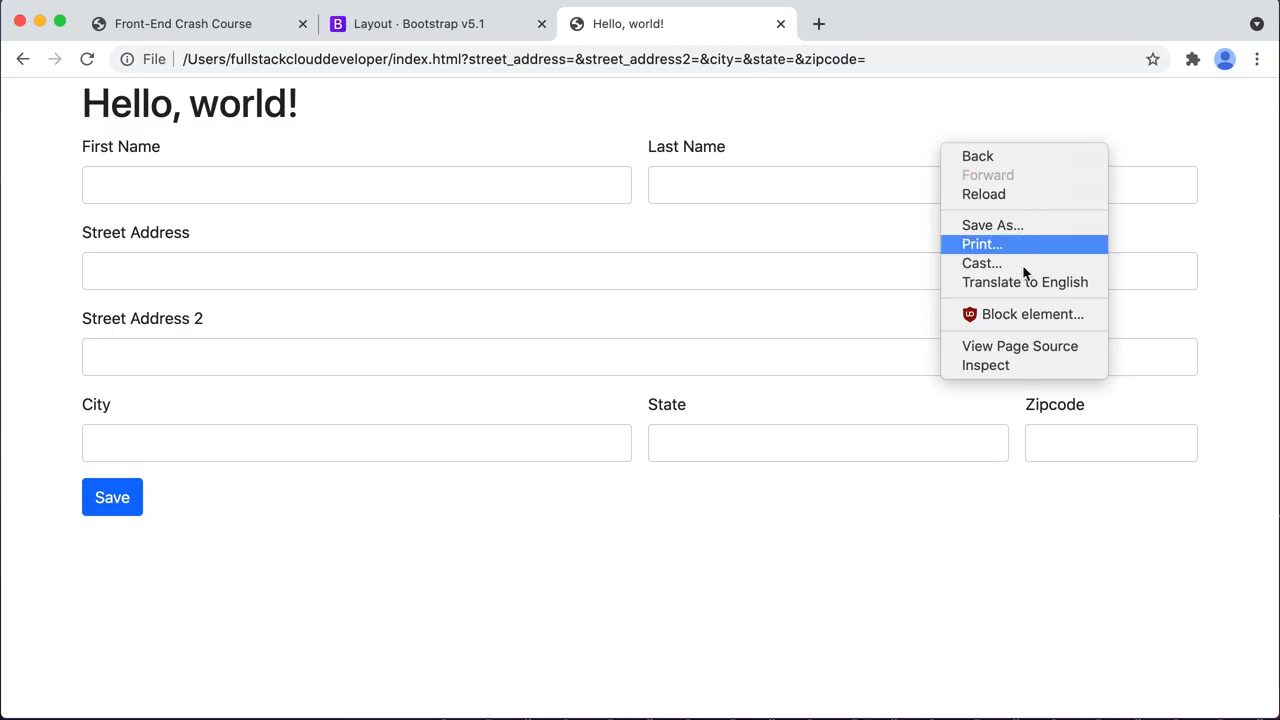 Front-End Crash Course
B Layout · Bootstrap v5.1
Hello, world!
File /Users/fullstackclouddeveloper/index.html?street_address=&street_address2=&city=&state=&zipcode=
Hello, world!
First Name
Last Name
Street Address
Street Address 2
City
State
Zipcode
Save
Back
Forward
Reload
Save As...
Print...
Cast...
Translate to English
Block element...
View Page Source
Inspect